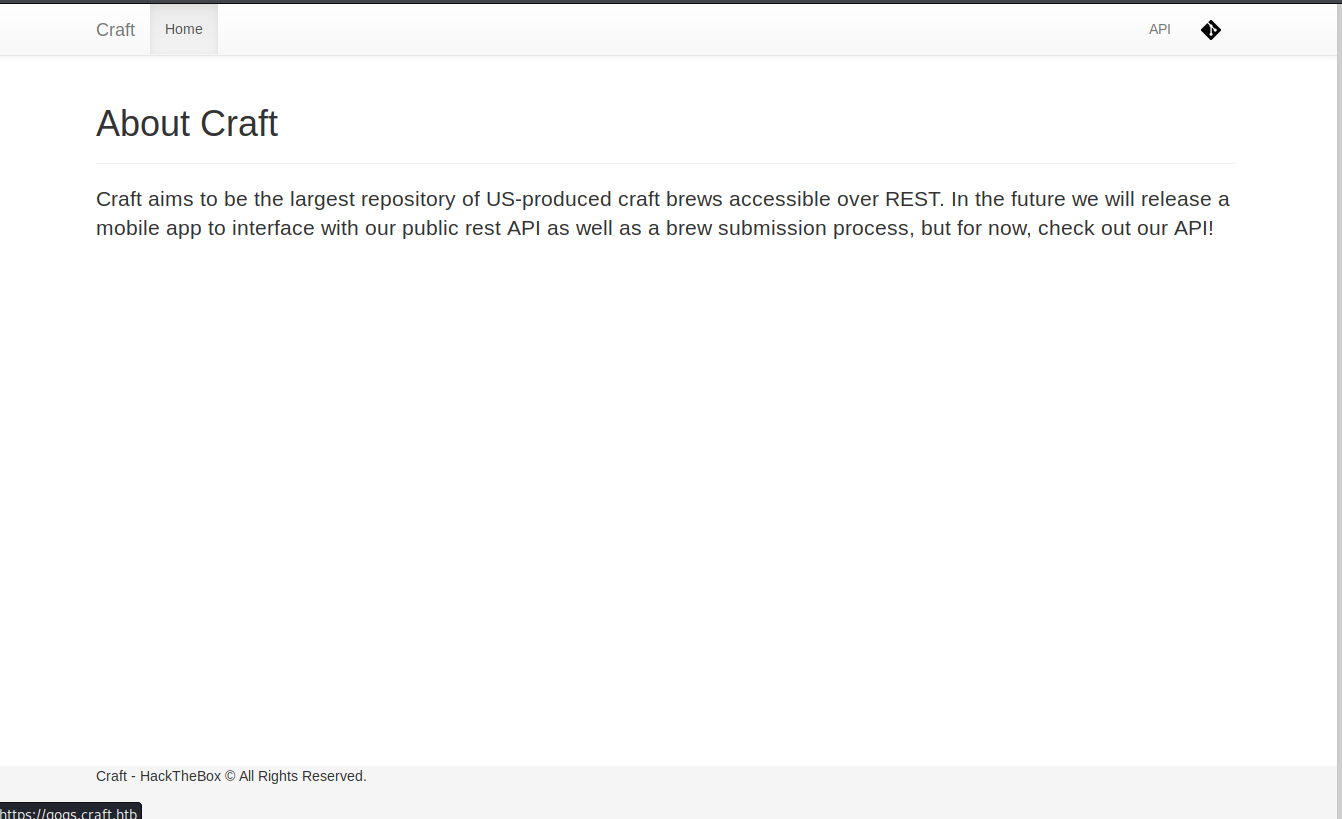 Craft
Home
API
About Craft
Craft aims to be the largest repository of US-produced craft brews accessible over REST. In the future we will release a
mobile app to interface with our public rest API as well as a brew submission process, but for now, check out our API!
Craft - HackTheBox © All Rights Reserved.
https://gogs.craft.htb